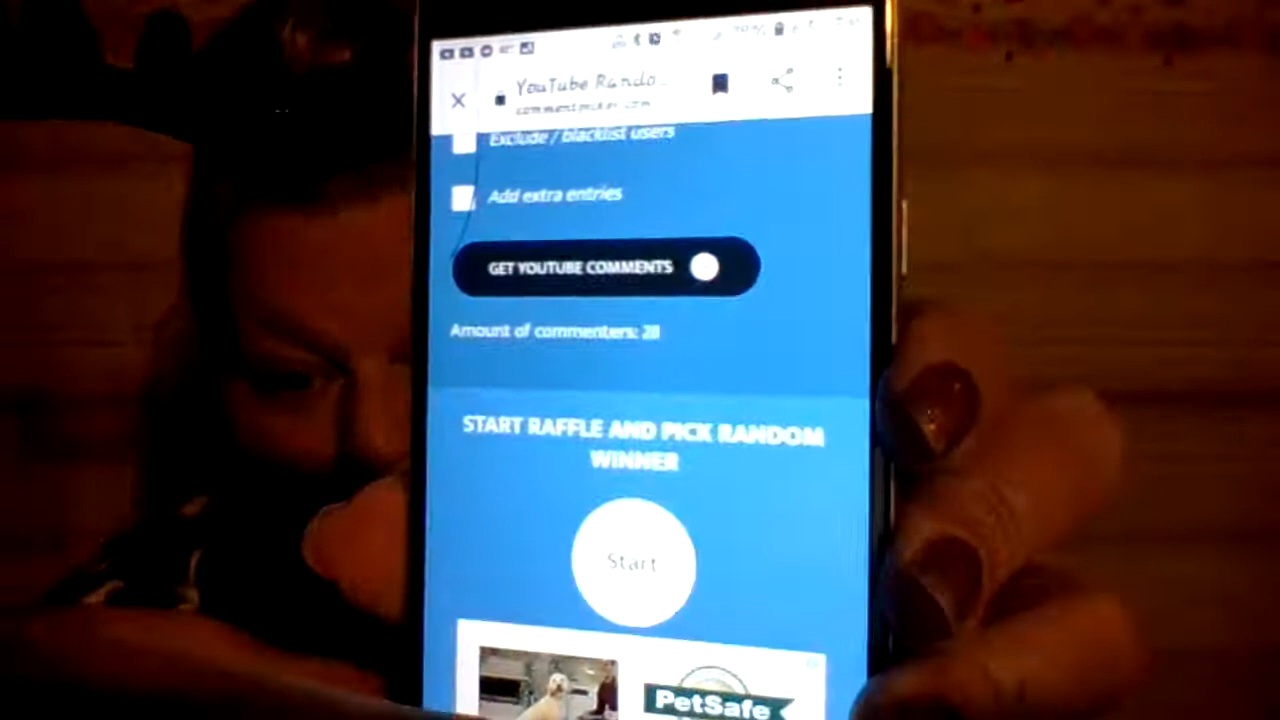 YouTube Rando...
commentpicker.com
Exclude / blacklist users
Add extra entries
GET YOUTUBE COMMENTS
Amount of commenters: 28
START RAFFLE AND PICK RANDOM
WINNER
Start
PetSafe